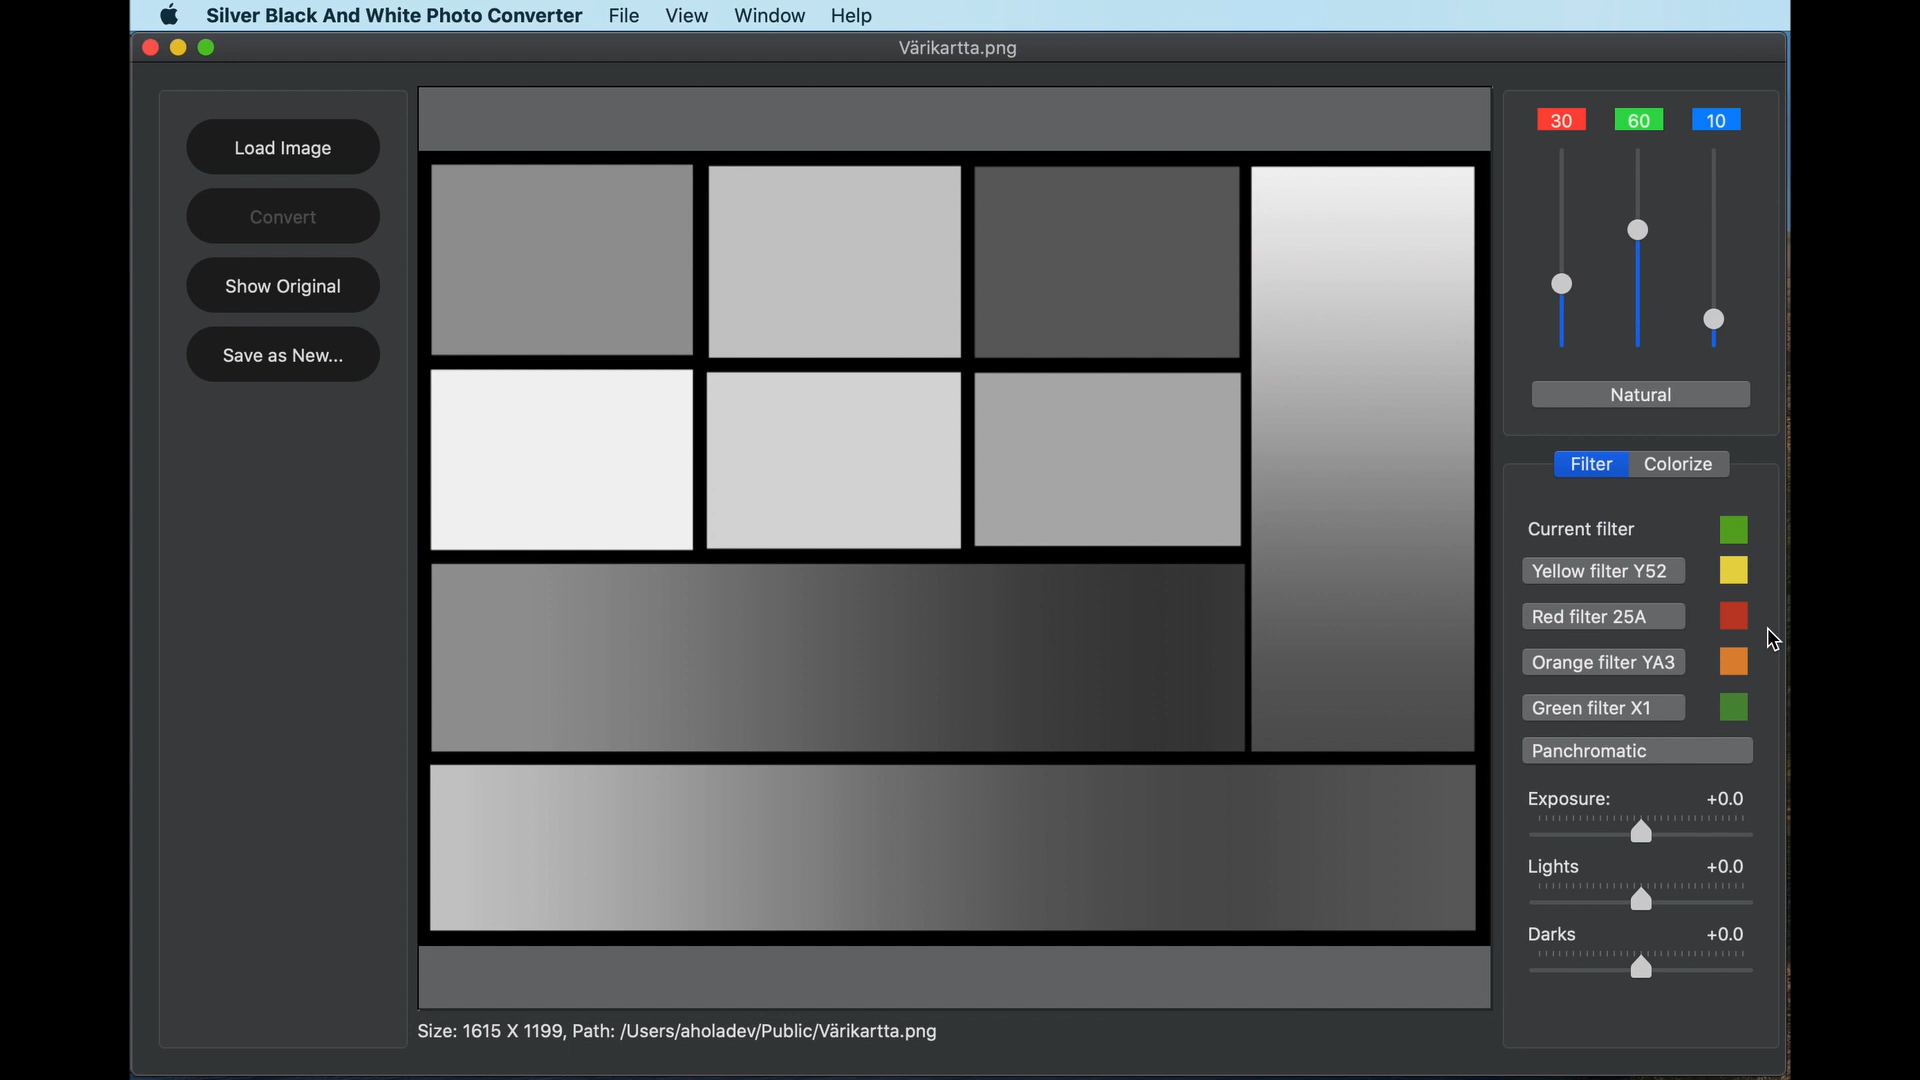 Silver Black And White Photo Converter File View Window Help
Värikartta.png
Load Image
Convert
Show Original
Save as New...
30 60 10
Natural
Filter Colorize
Current filter
Yellow filter Y52
Red filter 25A
Orange filter YA3
Green filter X1
Panchromatic
Exposure: +0.0
Lights +0.0
Darks +0.0
Size: 1615 X 1199, Path: /Users/aholadev/Public/Värikartta.png